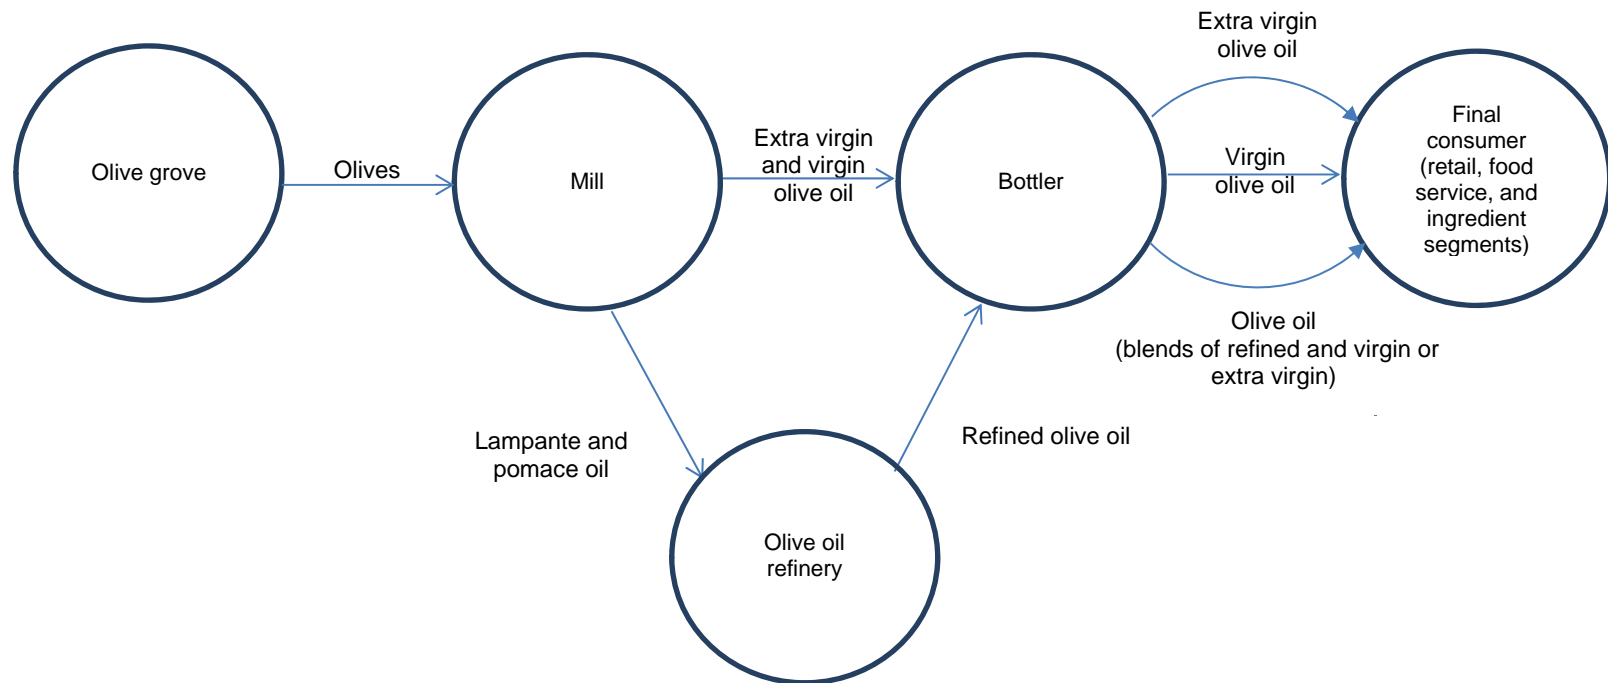 Olive grove
Olives
Mill
Extra virgin
and virgin
olive oil
Bottler
Extra virgin
olive oil
Virgin
olive oil
Olive oil
(blends of refined and virgin or
extra virgin)
Final
consumer
(retail, food
service, and
ingredient
segments)
Lampante and
pomace oil
Olive oil
refinery
Refined olive oil